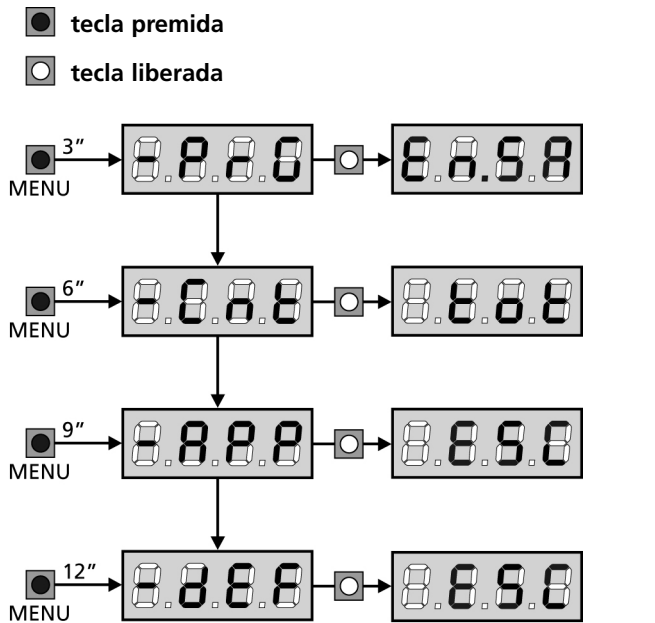 tecla premida
tecla liberada
3” -PrG En.SA
MENU
6” -Cnt tot
MENU
9” -APP ESC
MENU
12” -dEF ESC
MENU